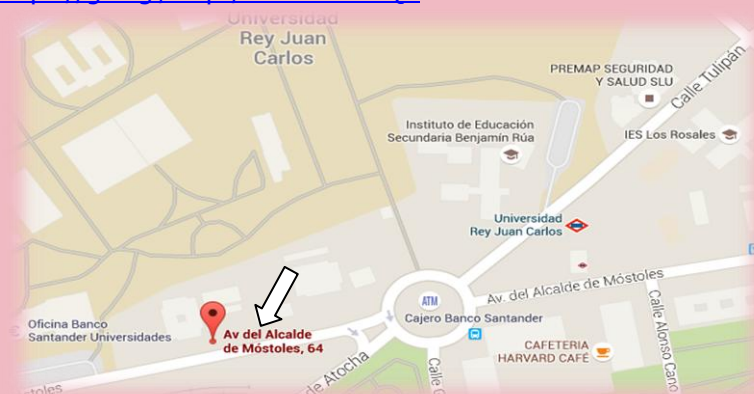 Universidad
Rey Juan
Carlos
PREMAP SEGURIDAD
Y SALUD SLU
Calle Tulipán
Instituto de Educación
Secundaria Benjamín Rúa
IES Los Rosales
Universidad
Rey Juan Carlos
Av. del Alcalde de Móstoles
ATM
Cajero Banco Santander
Oficina Banco
Santander Universidades
Av del Alcalde
de Móstoles, 64
CAFETERIA
HARVARD CAFÉ
Calle Alonso Cano
de Atocha
Calle